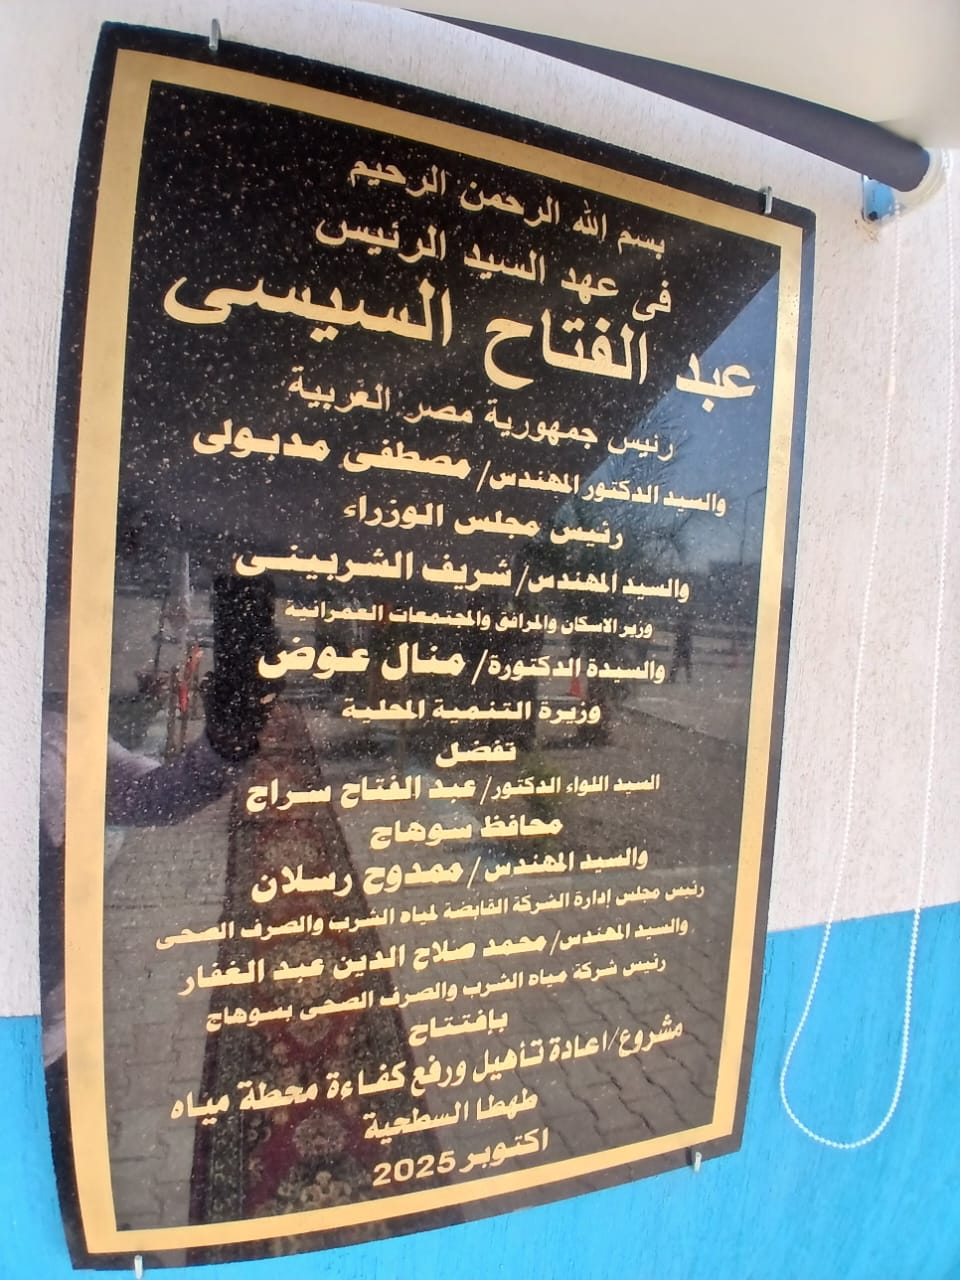 بسم الله الرحمن الرحيم
فى عهد السيد الرئيس
عبد الفتاح السيسى
رئيس جمهورية مصر العربية
والسيد الدكتور المهندس/ مصطفى مدبولى
رئيس مجلس الوزراء
والسيد المهندس/ شريف الشربينى
وزير الاسكان والمرافق والمجتمعات العمرانية
والسيدة الدكتورة/ منال عوض
وزيرة التنمية المحلية
تفضل
السيد اللواء الدكتور/ عبد الفتاح سراج
محافظ سوهاج
والسيد المهندس/ ممدوح رسلان
رئيس مجلس إدارة الشركة القابضة لمياه الشرب والصرف الصحى
والسيد المهندس/ محمد صلاح الدين عبد الغفار
رئيس شركة مياه الشرب والصرف الصحى بسوهاج
بإفتتاح
مشروع/اعادة تأهيل ورفع كفاءة محطة مياه
طهطا السطحية
اكتوبر 2025